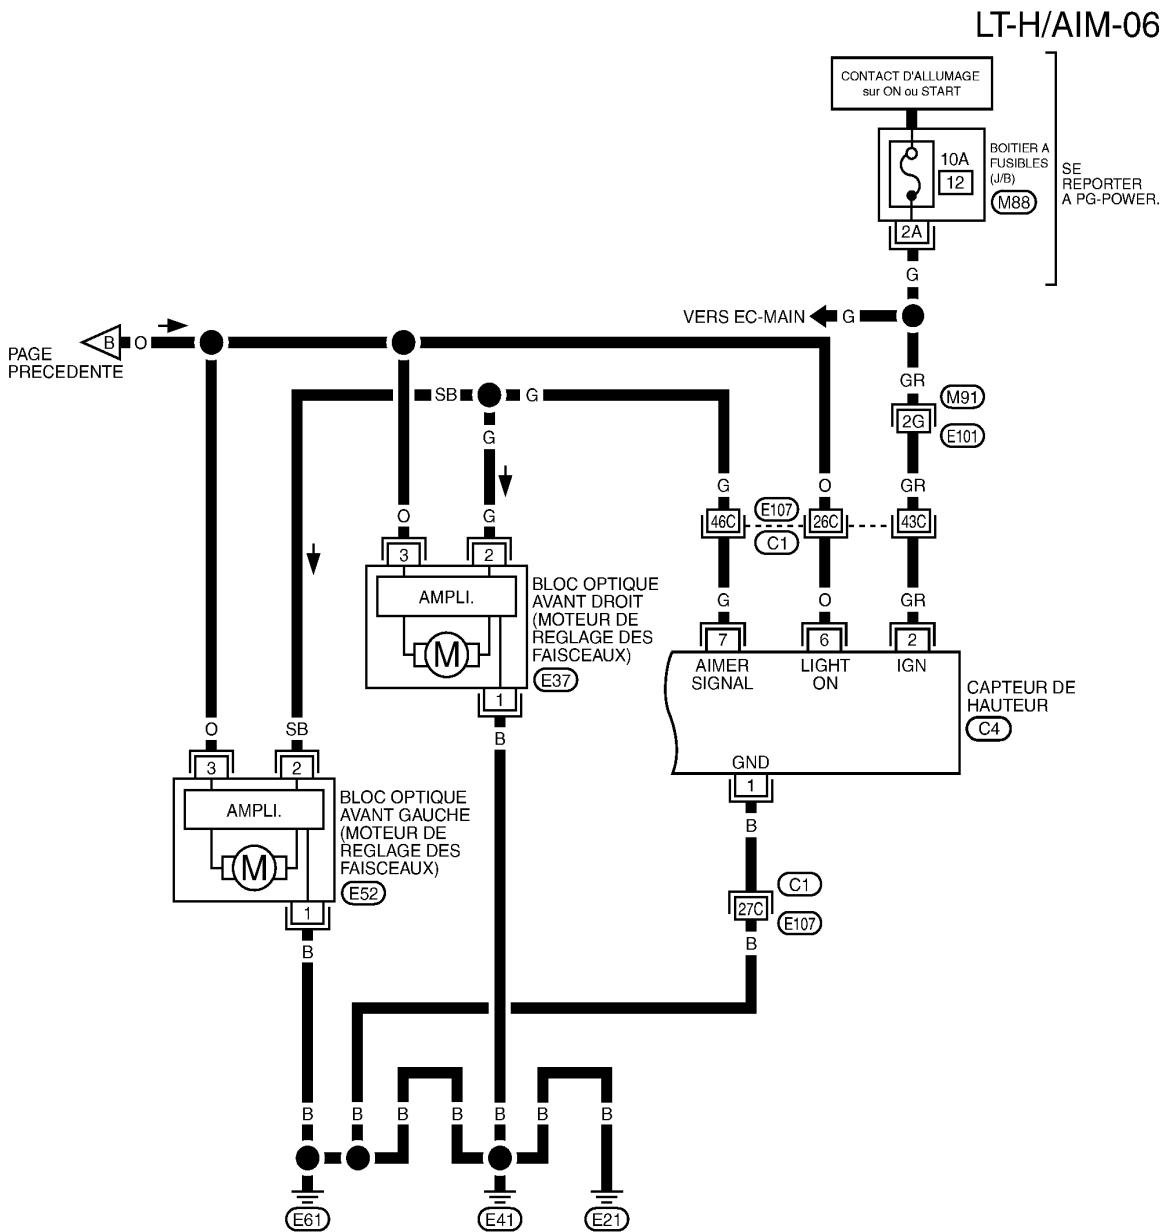 LT-H/AIM-06
CONTACT D'ALLUMAGE
sur ON ou START
10A
12
BOITIER A
FUSIBLES
(J/B)
M88
SE
REPORTER
A PG-POWER.
2A
G
VERS EC-MAIN
G
PAGE
PRECEDENTE
B
O
GR
M91
2G
E101
SB
G
G
G
O
GR
O
G
46C
E107
26C
43C
C1
3
2
AMPLI.
M
1
BLOC OPTIQUE
AVANT DROIT
(MOTEUR DE
REGLAGE DES
FAISCEAUX)
E37
G
O
GR
7
6
2
AIMER
SIGNAL
LIGHT
ON
IGN
CAPTEUR DE
HAUTEUR
C4
GND
1
O
SB
B
3
2
AMPLI.
M
1
BLOC OPTIQUE
AVANT GAUCHE
(MOTEUR DE
REGLAGE DES
FAISCEAUX)
E52
B
C1
27C
E107
B
B
B
B
B
B
B
B
B
E61
E41
E21